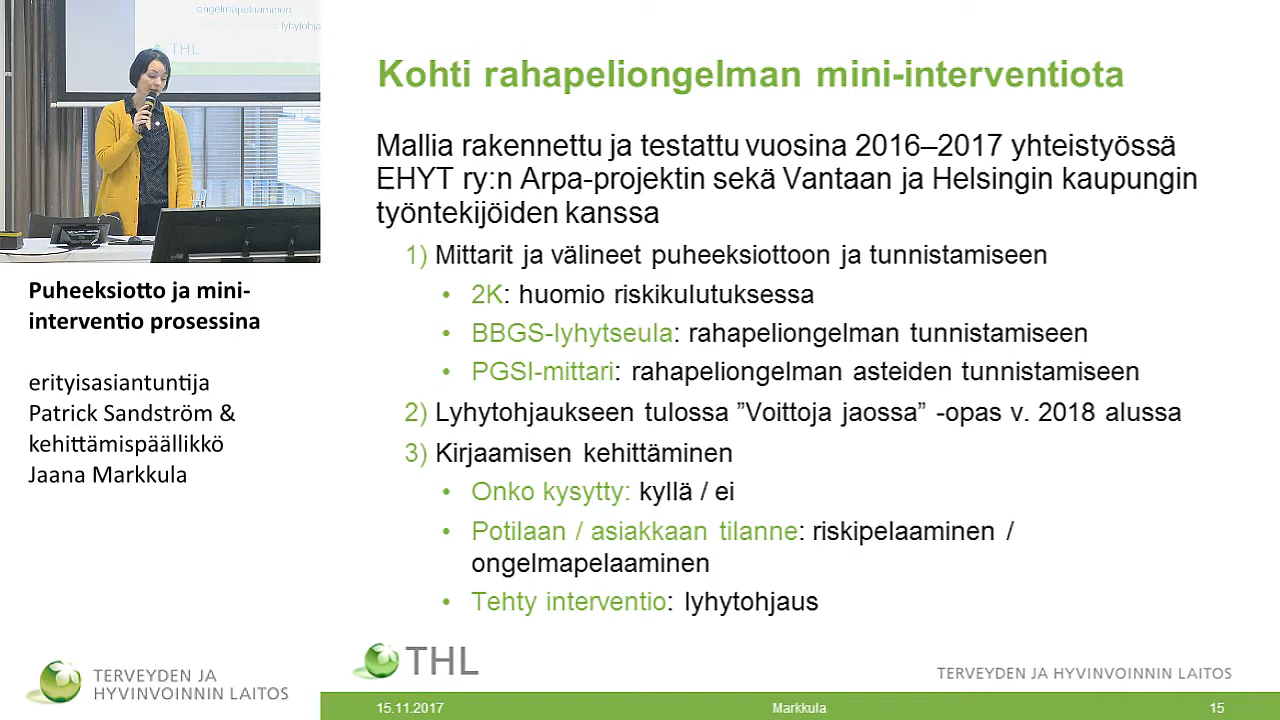 ongelmapelaaminen
THL
Puheeksiotto ja mini-
interventio prosessina
erityisasiantuntija
Patrick Sandström &
kehittämispäällikkö
Jaana Markkula
TERVEYDEN JA
HYVINVOINNIN LAITOS
Kohti rahapeliongelman mini-interventiota
Mallia rakennettu ja testattu vuosina 2016–2017 yhteistyössä
EHYT ry:n Arpa-projektin sekä Vantaan ja Helsingin kaupungin
työntekijöiden kanssa
1) Mittarit ja välineet puheeksiottoon ja tunnistamiseen
• 2K: huomio riskikulutuksessa
• BBGS-lyhytseula: rahapeliongelman tunnistamiseen
• PGSI-mittari: rahapeliongelman asteiden tunnistamiseen
2) Lyhytohjaukseen tulossa ”Voittoja jaossa” -opas v. 2018 alussa
3) Kirjaamisen kehittäminen
• Onko kysytty: kyllä / ei
• Potilaan / asiakkaan tilanne: riskipelaaminen /
ongelmapelaaminen
• Tehty interventio: lyhytohjaus
THL
TERVEYDEN JA HYVINVOINNIN LAITOS
15.11.2017
Markkula
15